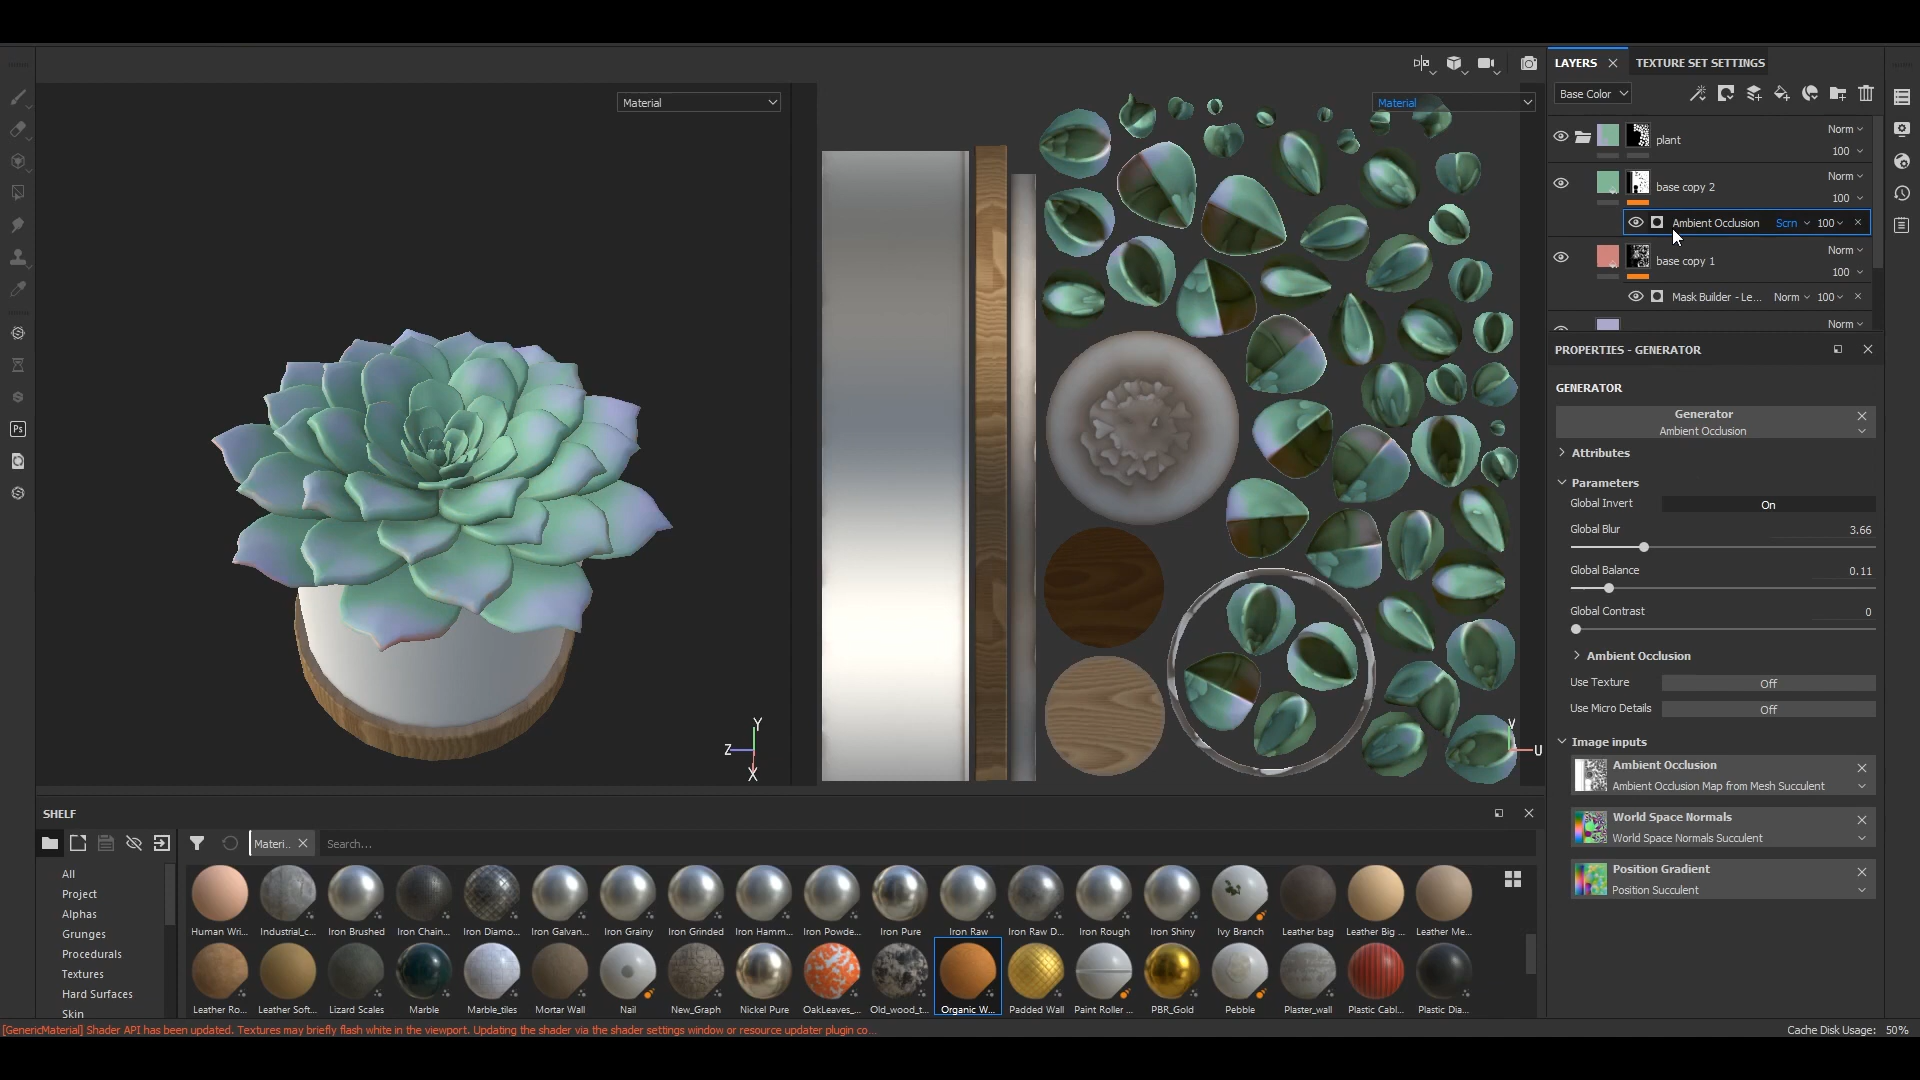 LAYERS
TEXTURE SET SETTINGS
Material
Material
Base Color
plant
Norm
100
base copy 2
Norm
100
Ambient Occlusion Scrn 100
base copy 1
Norm
100
Mask Builder - Le... Norm 100
Norm
PROPERTIES - GENERATOR
GENERATOR
Generator
Ambient Occlusion
Attributes
Parameters
Global Invert On
Global Blur 3.66
Global Balance 0.11
Global Contrast 0
Ambient Occlusion
Use Texture Off
Use Micro Details Off
Image inputs
Ambient Occlusion
Ambient Occlusion Map from Mesh Succulent
World Space Normals
World Space Normals Succulent
Position Gradient
Position Succulent
Y
Z
X
V
U
Ps
SHELF
Materi..
Search...
All
Project
Alphas
Grunges
Procedurals
Textures
Hard Surfaces
Skin
Human Wri... Industrial_c... Iron Brushed Iron Chain... Iron Diamo... Iron Galvan... Iron Grainy Iron Grinded Iron Hamm... Iron Powde... Iron Pure Iron Raw Iron Raw D... Iron Rough Iron Shiny Ivy Branch Leather bag Leather Big ... Leather Me...
Leather Ro... Leather Soft... Lizard Scales Marble Marble_tiles Mortar Wall Nail New_Graph Nickel Pure OakLeaves_... Old_wood_t... Organic W... Padded Wall Paint Roller ... PBR_Gold Pebble Plaster_wall Plastic Cabl... Plastic Dia...
[GenericMaterial] Shader API has been updated. Textures may briefly flash white in the viewport. Updating the shader via the shader settings window or resource updater plugin co...
Cache Disk Usage: 50%